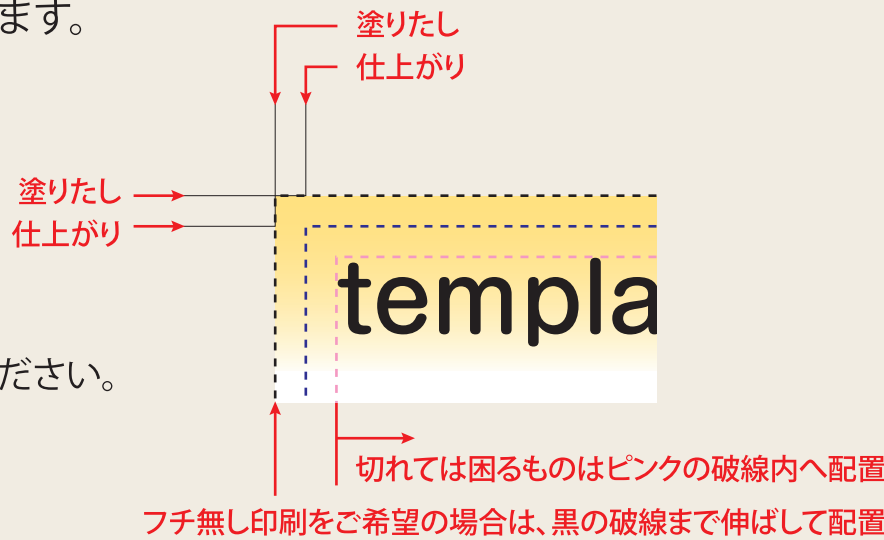 ます。
塗りたし
仕上がり
塗りたし
仕上がり
templa
ださい。
切れては困るものはピンクの破線内へ配置
フチ無し印刷をご希望の場合は、黒の破線まで伸ばして配置